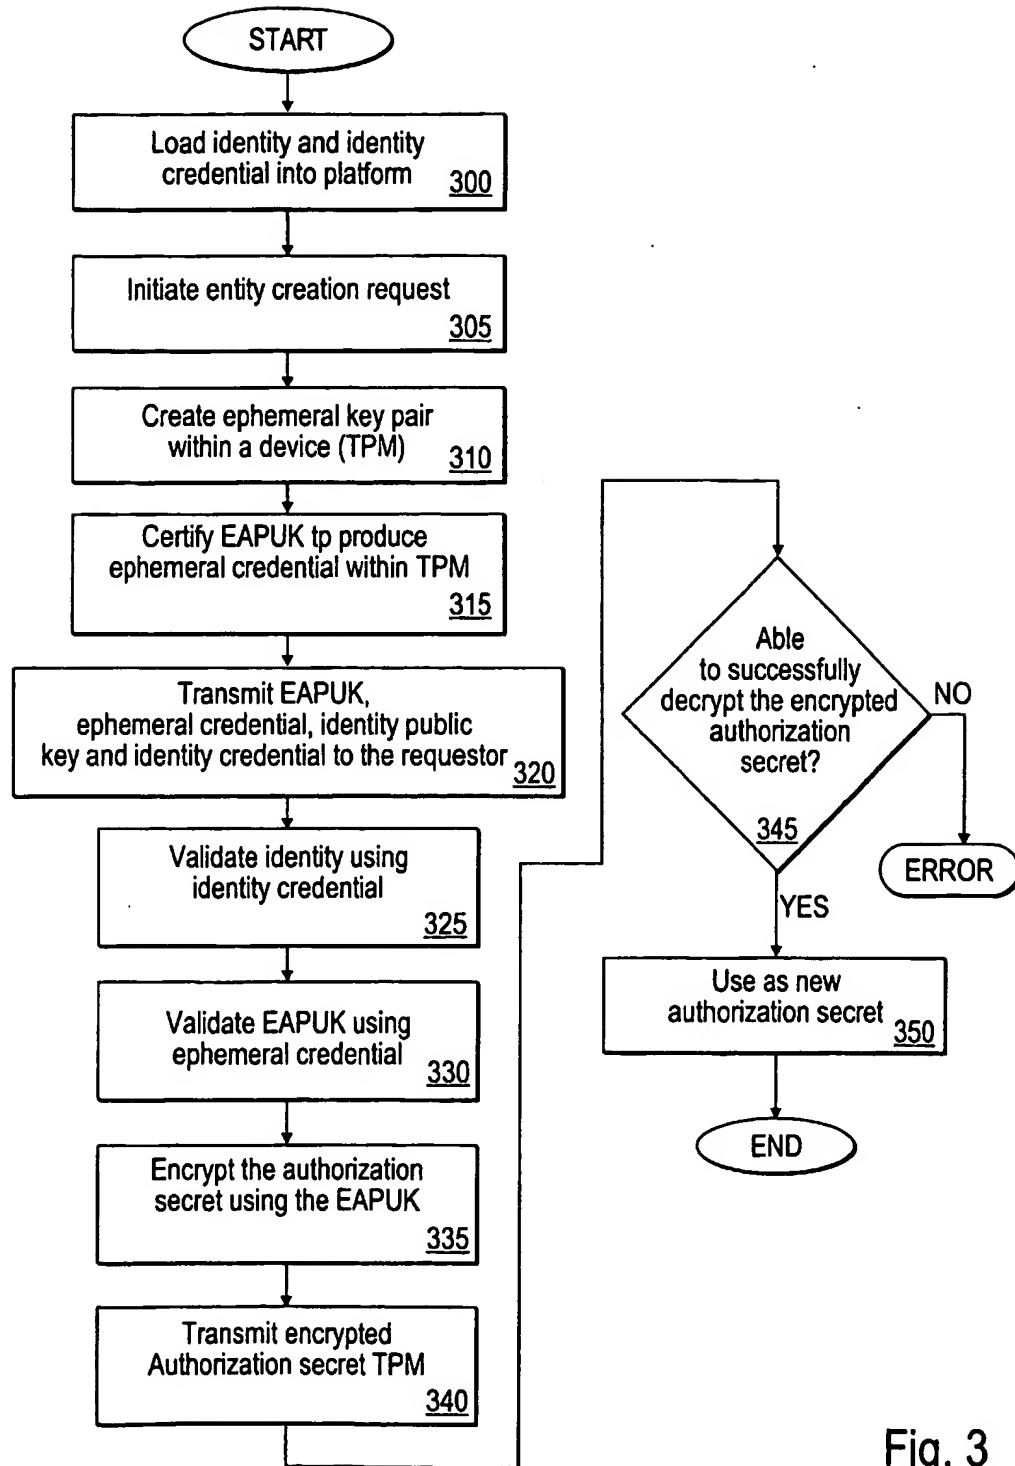 START
Load identity and identity
credential into platform
300
Initiate entity creation request
305
Create ephemeral key pair
within a device (TPM)
310
Certify EAPUK tp produce
ephemeral credential within TPM
315
Transmit EAPUK,
ephemeral credential, identity public
key and identity credential to the requestor
320
Validate identity using
identity credential
325
Validate EAPUK using
ephemeral credential
330
Encrypt the authorization
secret using the EAPUK
335
Transmit encrypted
Authorization secret TPM
340
Able
to successfully
decrypt the encrypted
authorization
secret?
345
NO
ERROR
YES
Use as new
authorization secret
350
END
Fig. 3